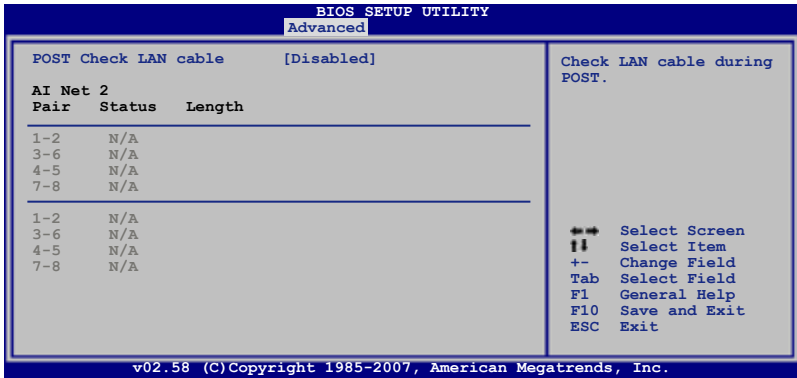 BIOS SETUP UTILITY
Advanced
POST Check LAN cable [Disabled]
AI Net 2
Pair Status Length
1-2 N/A
3-6 N/A
4-5 N/A
7-8 N/A
1-2 N/A
3-6 N/A
4-5 N/A
7-8 N/A
Check LAN cable during
POST.
←→ Select Screen
↑↓ Select Item
+- Change Field
Tab Select Field
F1 General Help
F10 Save and Exit
ESC Exit
v02.58 (C)Copyright 1985-2007, American Megatrends, Inc.